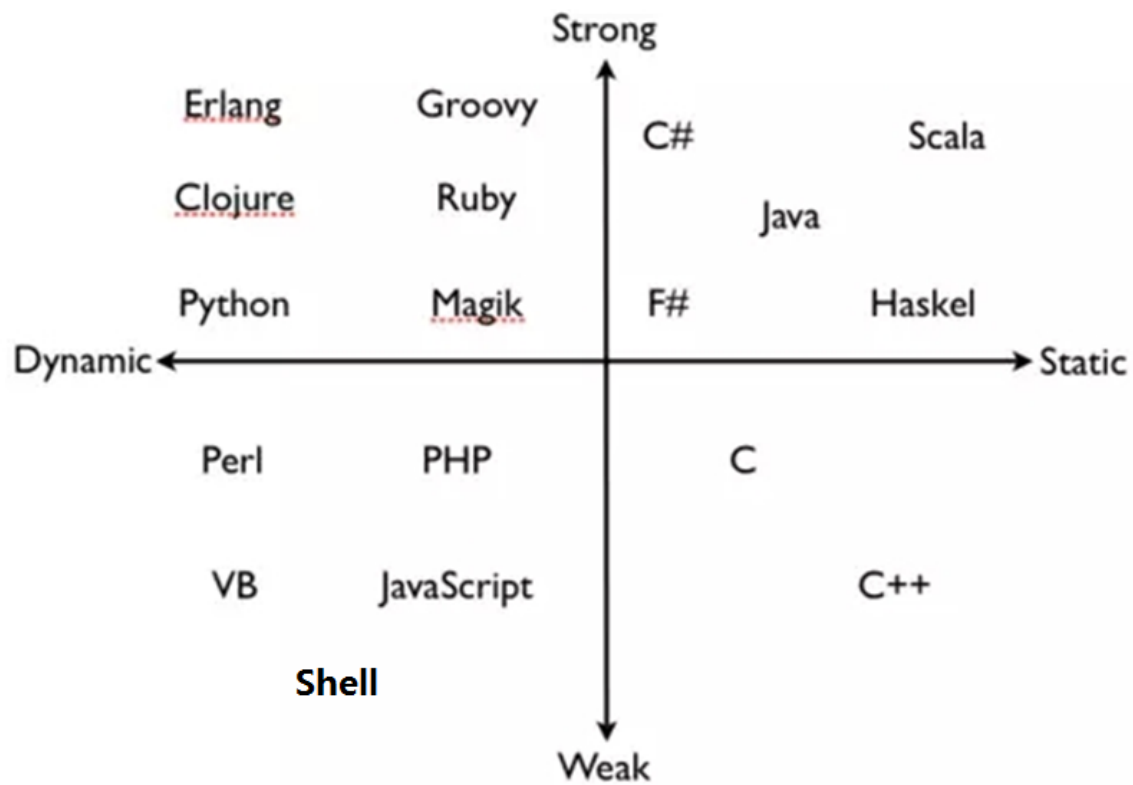 Strong
Erlang Groovy
C# Scala
Clojure Ruby
Java
Python Magik F# Haskel
Dynamic Static
Perl PHP C
VB JavaScript C++
Shell
Weak